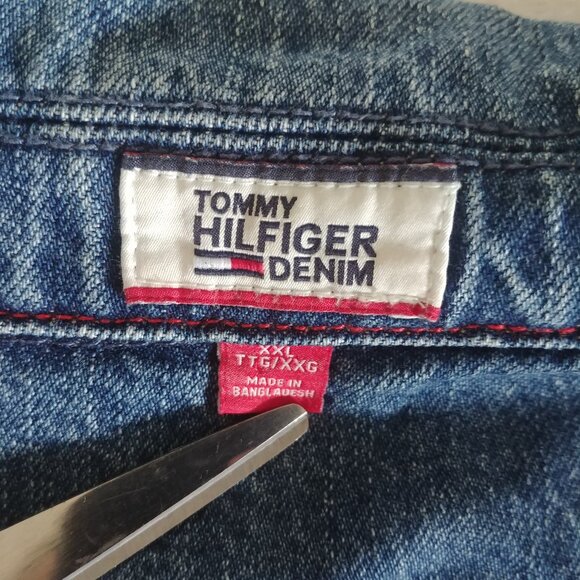 TOMMY
HILFIGER
DENIM
XXL
TTG/XXG
MADE IN
BANGLADESH